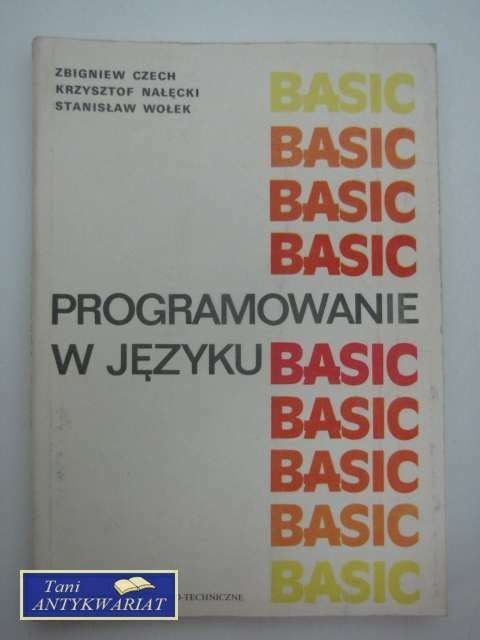 ZBIGNIEW CZECH
KRZYSZTOF NAŁĘCKI
STANISŁAW WOŁEK
BASIC
BASIC
BASIC
BASIC
PROGRAMOWANIE
W JĘZYKU BASIC
BASIC
BASIC
BASIC
BASIC
O-TECHNICZNE
Tani
ANTYKWARIAT